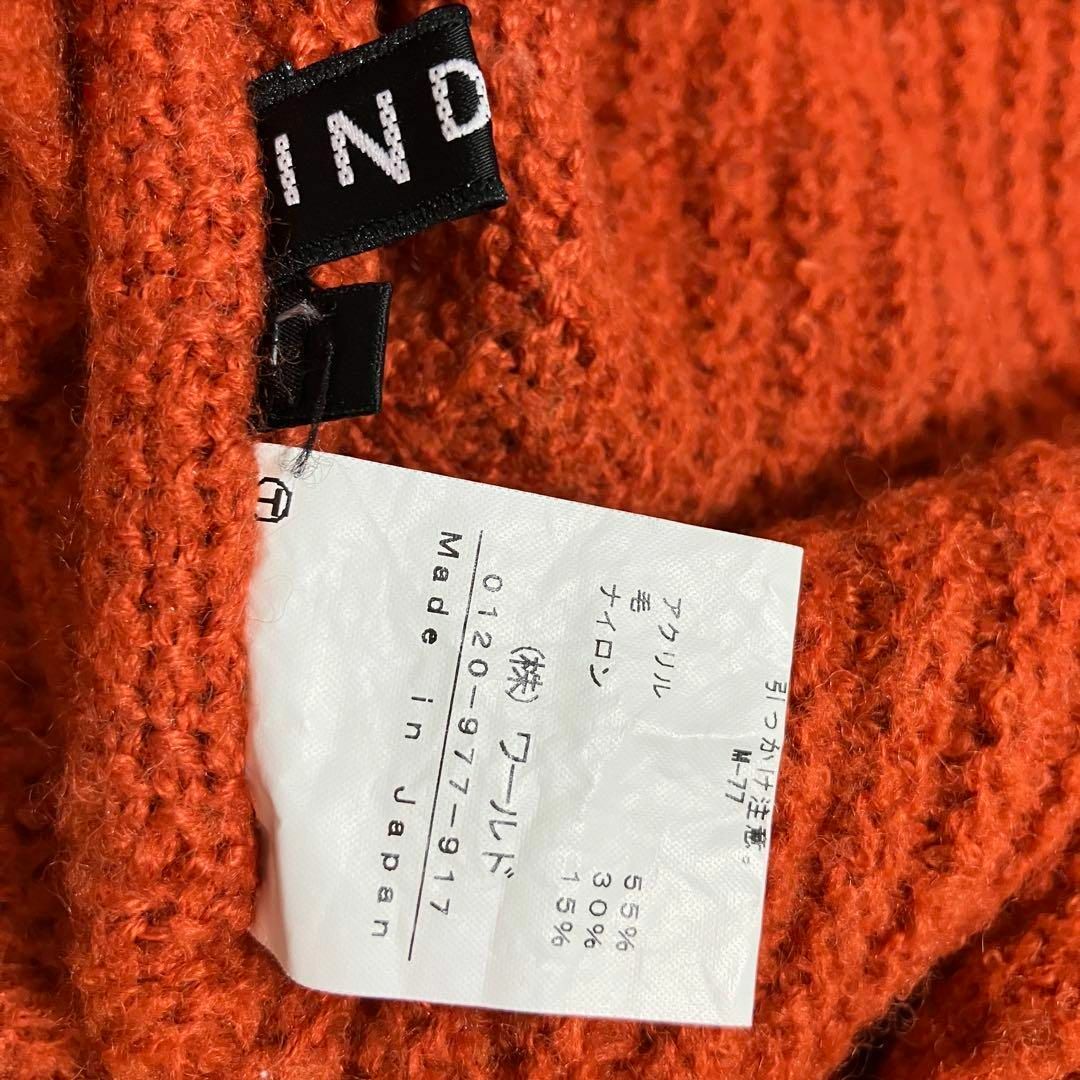 IND
引つかけ注意。
M-77
アクリル 55%
毛 30%
ナイロン 15%
(株)ワールド
0120-977-917
Made in Japan
T